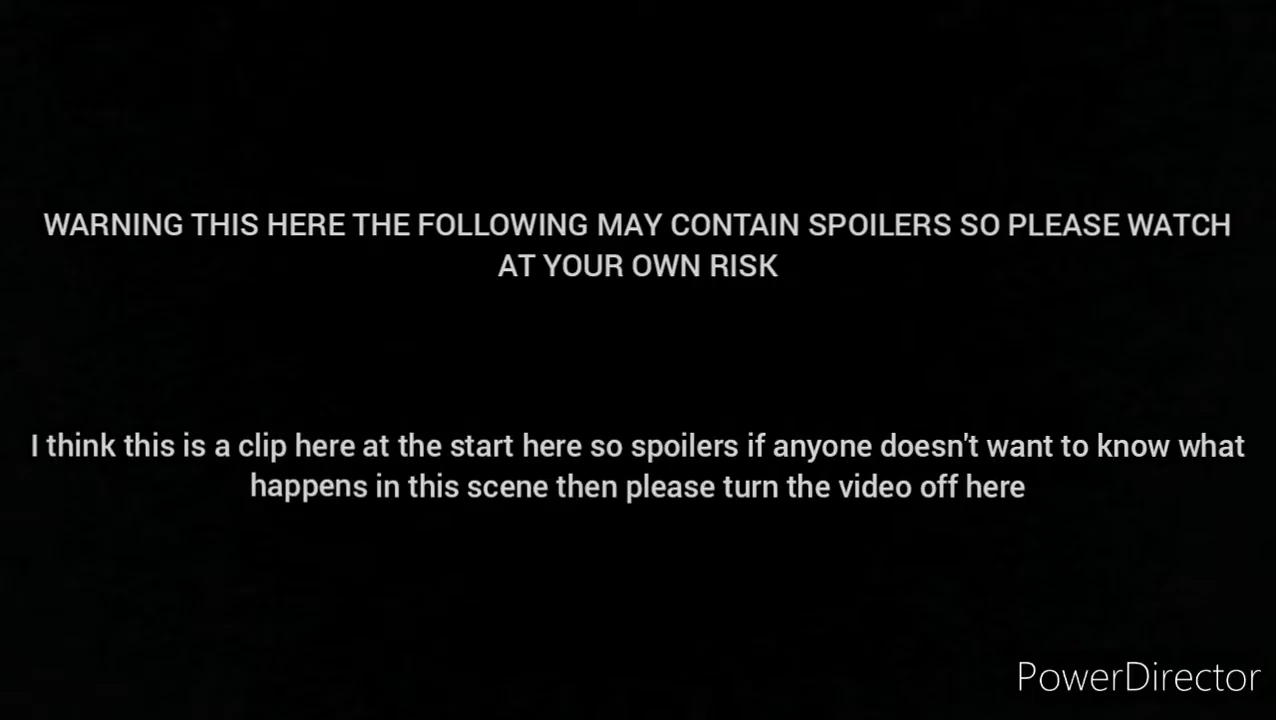 WARNING THIS HERE THE FOLLOWING MAY CONTAIN SPOILERS SO PLEASE WATCH
AT YOUR OWN RISK
I think this is a clip here at the start here so spoilers if anyone doesn't want to know what
happens in this scene then please turn the video off here
PowerDirector